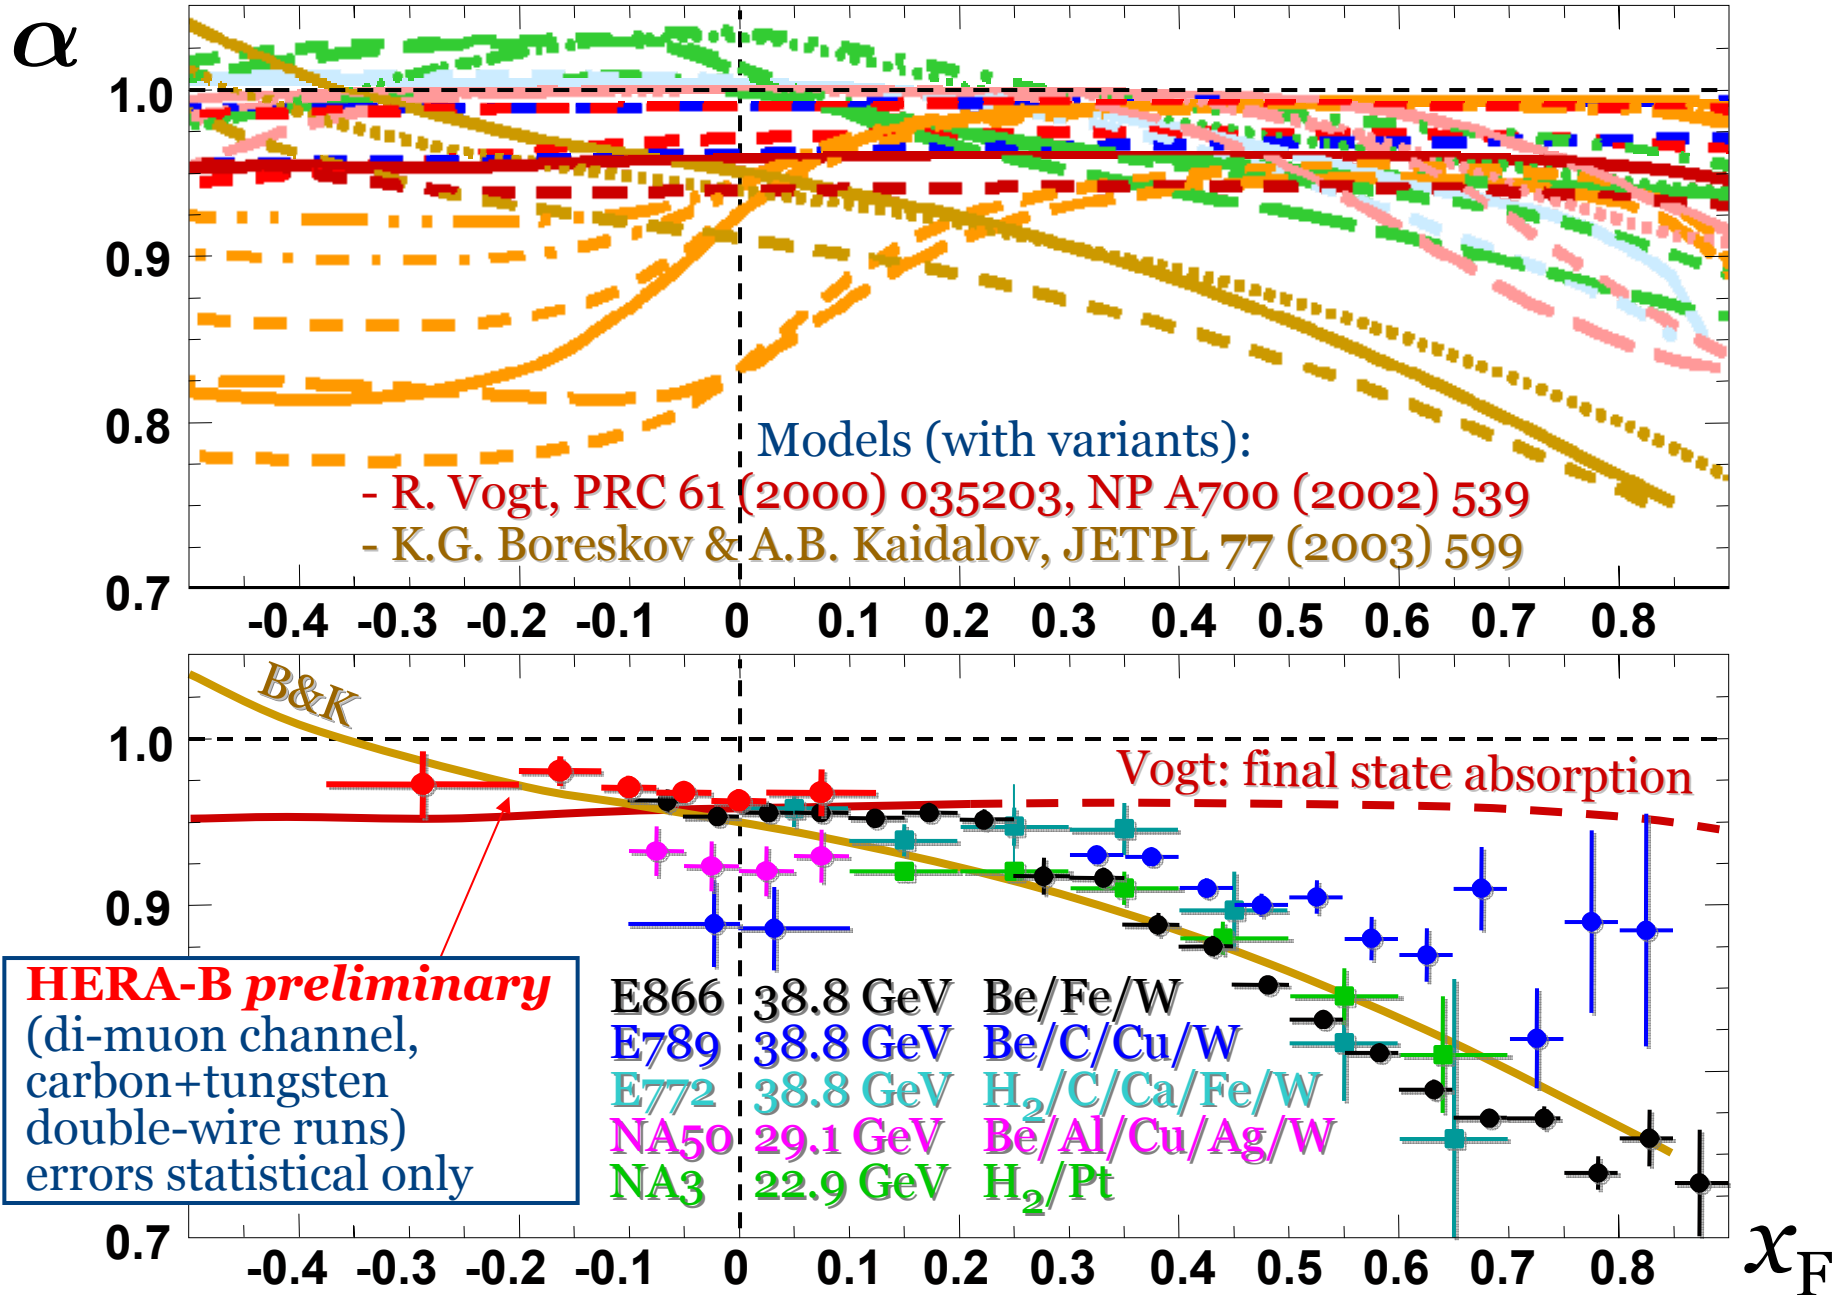 α
1.0
0.9
0.8
0.7
Models (with variants):
- R. Vogt, PRC 61 (2000) 035203, NP A700 (2002) 539
- K.G. Boreskov & A.B. Kaidalov, JETPL 77 (2003) 599
-0.4 -0.3 -0.2 -0.1 0 0.1 0.2 0.3 0.4 0.5 0.6 0.7 0.8
B&K
1.0
Vogt: final state absorption
0.9
HERA-B preliminary
(di-muon channel,
carbon+tungsten
double-wire runs)
errors statistical only
E866 38.8 GeV Be/Fe/W
E789 38.8 GeV Be/C/Cu/W
E772 38.8 GeV H₂/C/Ca/Fe/W
NA50 29.1 GeV Be/Al/Cu/Ag/W
NA3 22.9 GeV H₂/Pt
0.7
-0.4 -0.3 -0.2 -0.1 0 0.1 0.2 0.3 0.4 0.5 0.6 0.7 0.8
x_F